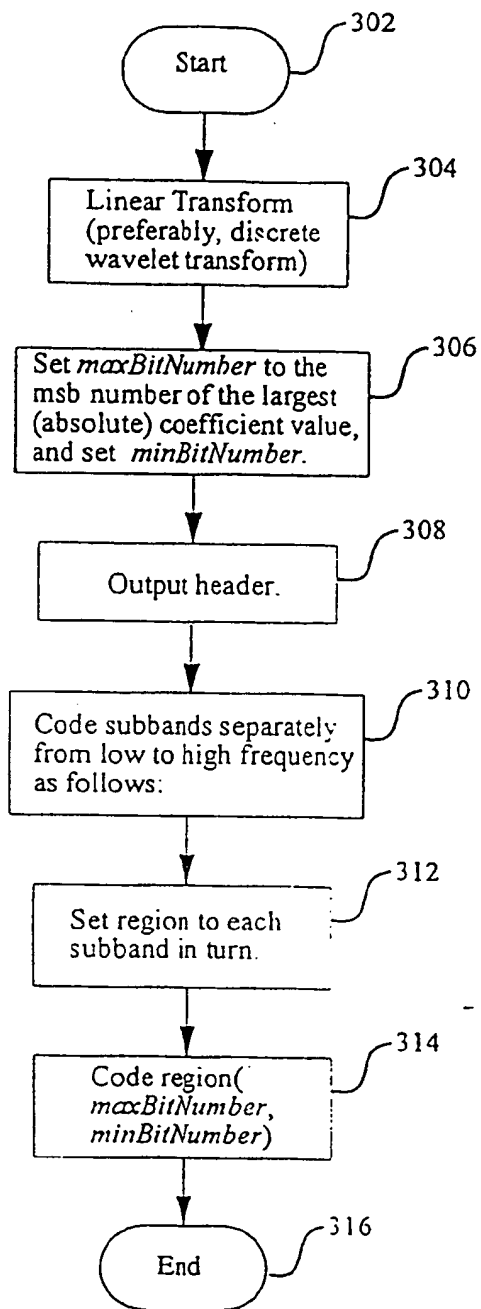 302
Start
304
Linear Transform
(preferably, discrete
wavelet transform)
306
Set maxBitNumber to the
msb number of the largest
(absolute) coefficient value,
and set minBitNumber.
308
Output header.
310
Code subbands separately
from low to high frequency
as follows:
312
Set region to each
subband in turn.
314
Code region(
maxBitNumber,
minBitNumber)
316
End